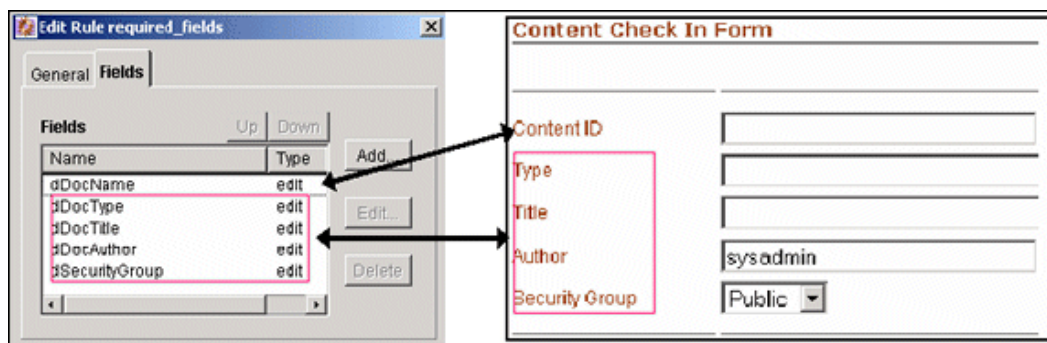 Edit Rule required_fields
General Fields
Fields Up Down
Name Type Add...
dDocName edit
dDocType edit
dDocTitle edit
dDocAuthor edit
dSecurityGroup edit
Edit...
Delete
Content Check In Form
Content ID
Type
Title
Author sysadmin
Security Group Public